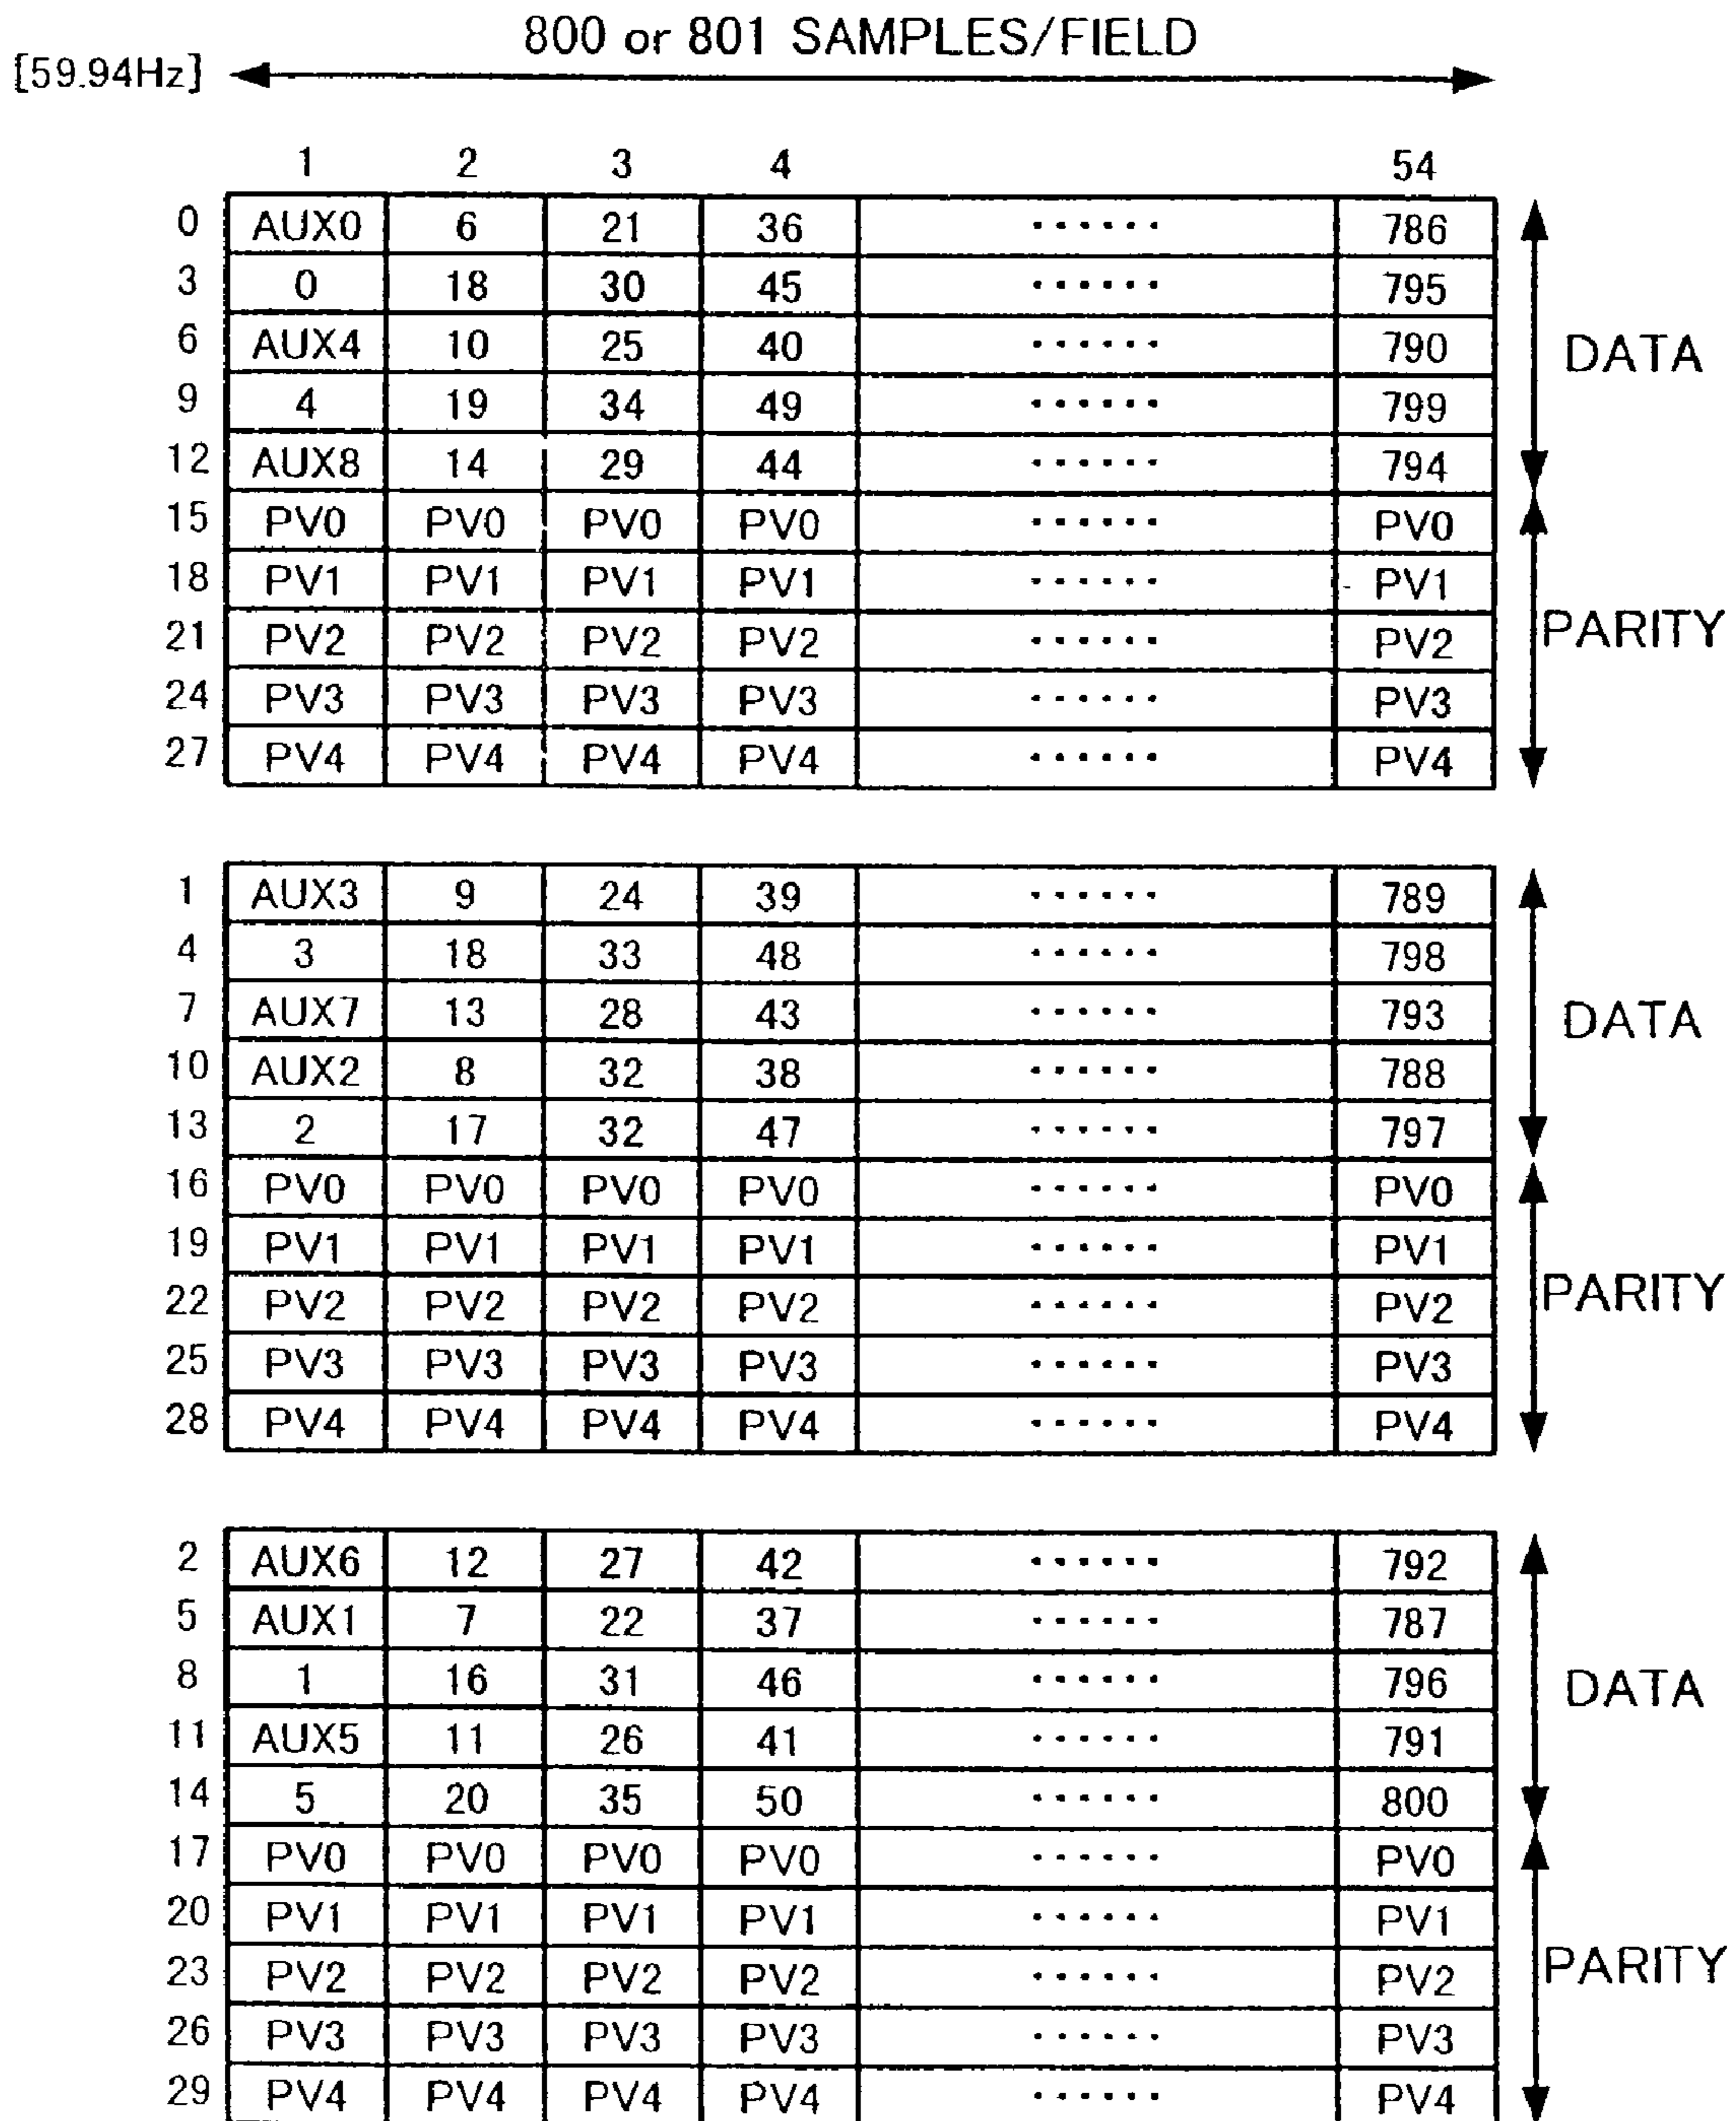 800 or 801 SAMPLES/FIELD
[59.94Hz]
1 2 3 4 54
0 AUX0 6 21 36 ...... 786
3 0 18 30 45 ...... 795
6 AUX4 10 25 40 ...... 790
DATA
9 4 19 34 49 ...... 799
12 AUX8 14 29 44 ...... 794
15 PV0 PV0 PV0 PV0 ...... PV0
18 PV1 PV1 PV1 PV1 ...... PV1
21 PV2 PV2 PV2 PV2 ...... PV2
PARITY
24 PV3 PV3 PV3 PV3 ...... PV3
27 PV4 PV4 PV4 PV4 ...... PV4
1 AUX3 9 24 39 ...... 789
4 3 18 33 48 ...... 798
7 AUX7 13 28 43 ...... 793
DATA
10 AUX2 8 32 38 ...... 788
13 2 17 32 47 ...... 797
16 PV0 PV0 PV0 PV0 ...... PV0
19 PV1 PV1 PV1 PV1 ...... PV1
22 PV2 PV2 PV2 PV2 ...... PV2
PARITY
25 PV3 PV3 PV3 PV3 ...... PV3
28 PV4 PV4 PV4 PV4 ...... PV4
2 AUX6 12 27 42 ...... 792
5 AUX1 7 22 37 ...... 787
8 1 16 31 46 ...... 796
DATA
11 AUX5 11 26 41 ...... 791
14 5 20 35 50 ...... 800
17 PV0 PV0 PV0 PV0 ...... PV0
20 PV1 PV1 PV1 PV1 ...... PV1
23 PV2 PV2 PV2 PV2 ...... PV2
PARITY
26 PV3 PV3 PV3 PV3 ...... PV3
29 PV4 PV4 PV4 PV4 ...... PV4